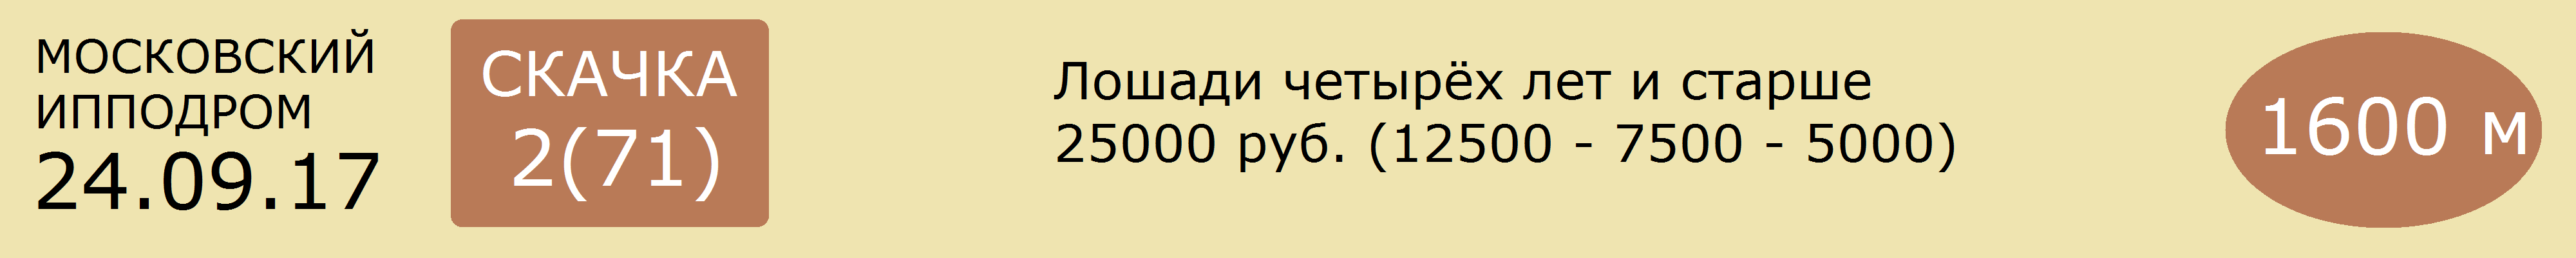 МОСКОВСКИЙ
ИППОДРОМ
24.09.17
СКАЧКА
2(71)
Лошади четырёх лет и старше
25000 руб. (12500 - 7500 - 5000)
1600 м